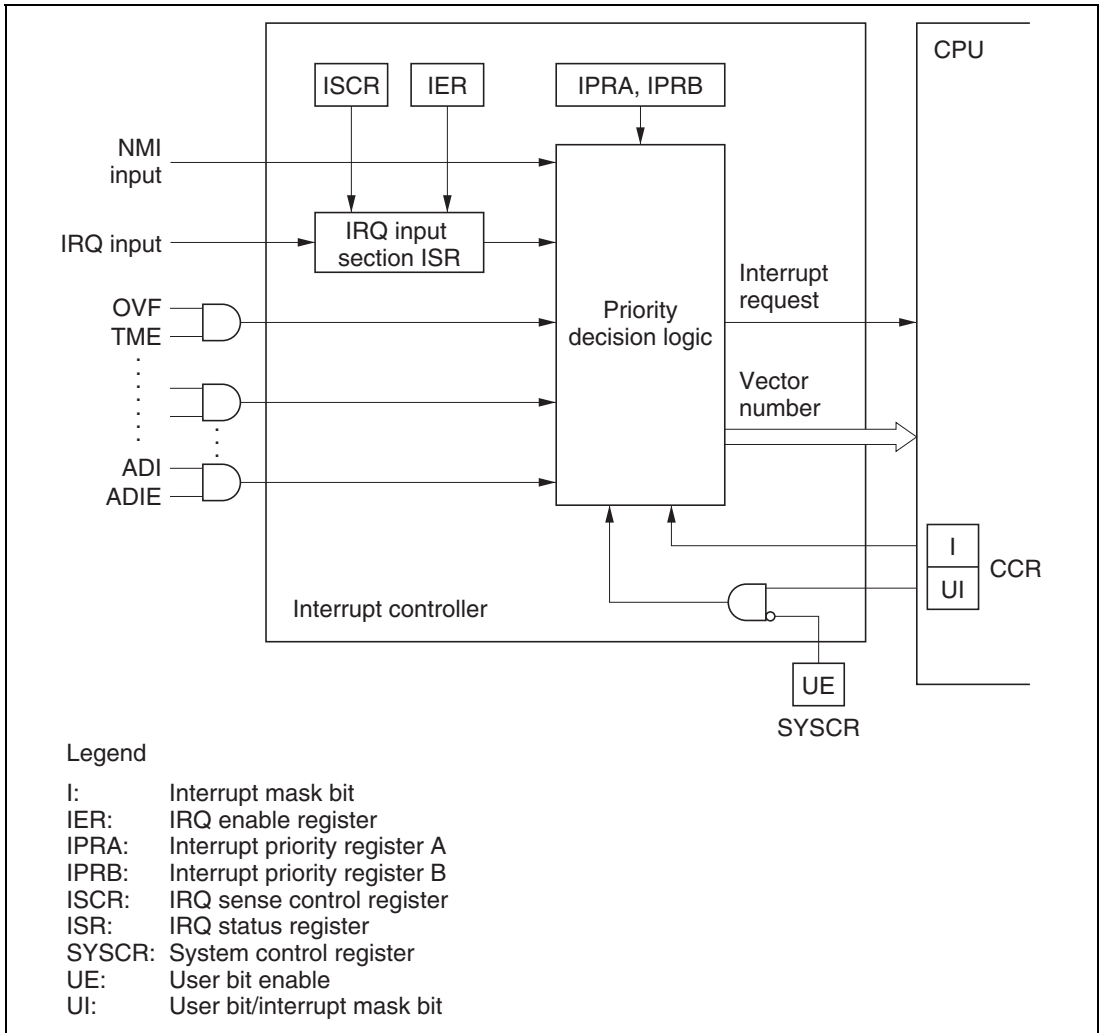 CPU
ISCR
IER
IPRA, IPRB
NMI
input
IRQ input
IRQ input
section ISR
OVF
TME
Priority
decision logic
Interrupt
request
Vector
number
ADI
ADIE
I
UI
CCR
Interrupt controller
UE
SYSCR
Legend
I: Interrupt mask bit
IER: IRQ enable register
IPRA: Interrupt priority register A
IPRB: Interrupt priority register B
ISCR: IRQ sense control register
ISR: IRQ status register
SYSCR: System control register
UE: User bit enable
UI: User bit/interrupt mask bit